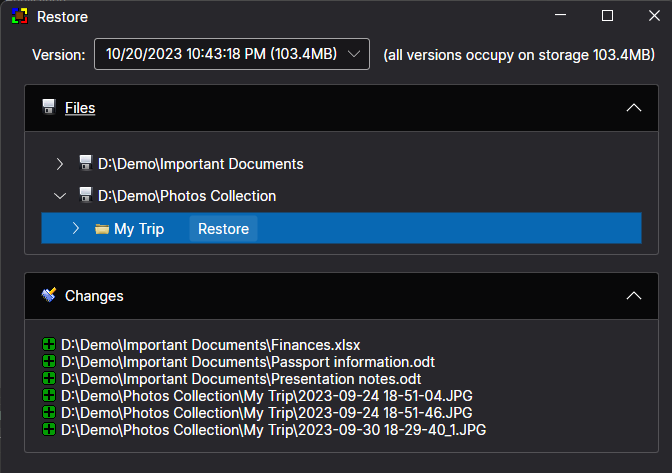 Restore
Version: 10/20/2023 10:43:18 PM (103.4MB) (all versions occupy on storage 103.4MB)
Files
D:\Demo\Important Documents
D:\Demo\Photos Collection
My Trip Restore
Changes
D:\Demo\Important Documents\Finances.xlsx
D:\Demo\Important Documents\Passport information.odt
D:\Demo\Important Documents\Presentation notes.odt
D:\Demo\Photos Collection\My Trip\2023-09-24 18-51-04.JPG
D:\Demo\Photos Collection\My Trip\2023-09-24 18-51-46.JPG
D:\Demo\Photos Collection\My Trip\2023-09-30 18-29-40_1.JPG